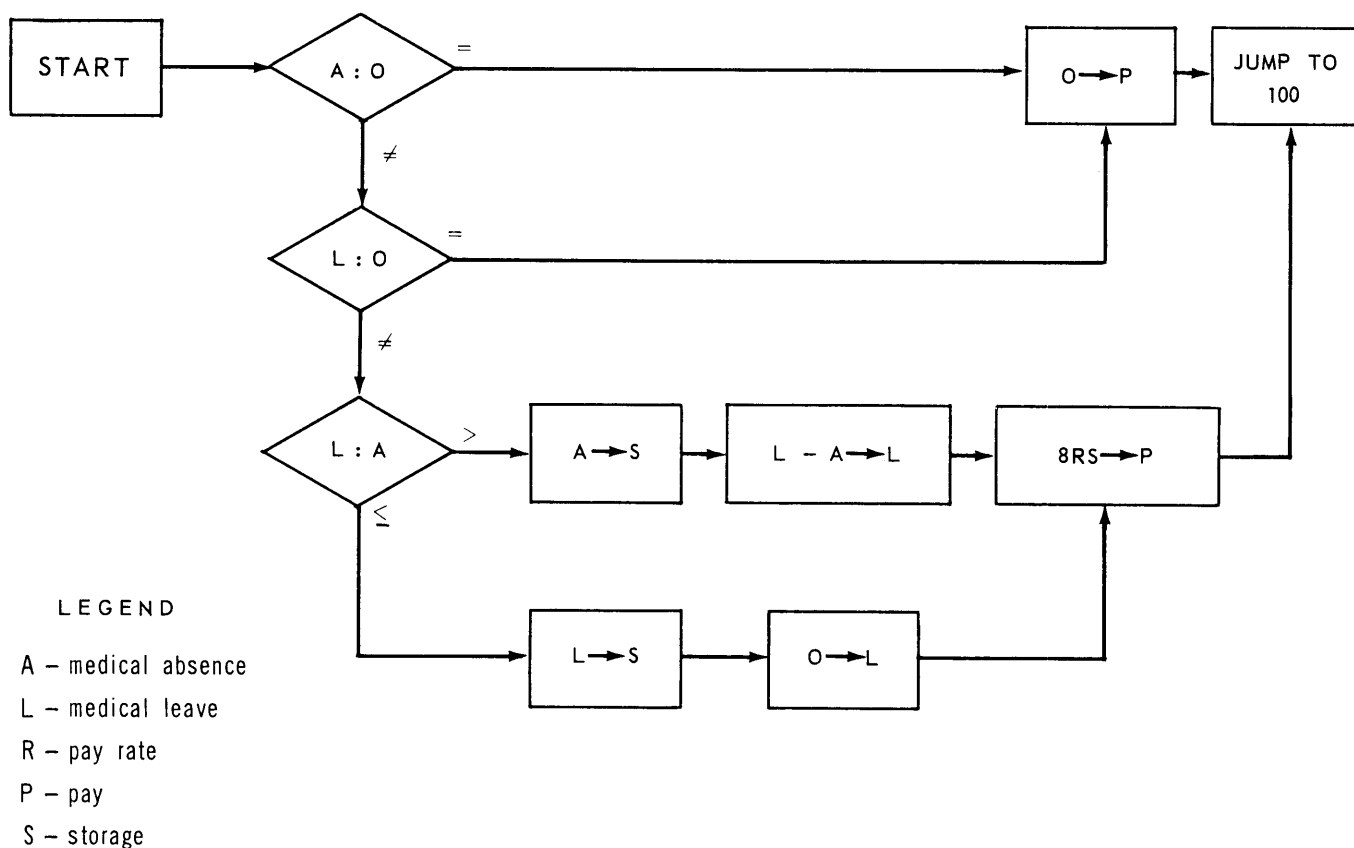 START
A : O
=
O→P
JUMP TO
100
≠
L : O
=
≠
L : A
>
A→S
L – A→L
8RS→P
≤
L→S
O→L
LEGEND
A – medical absence
L – medical leave
R – pay rate
P – pay
S – storage